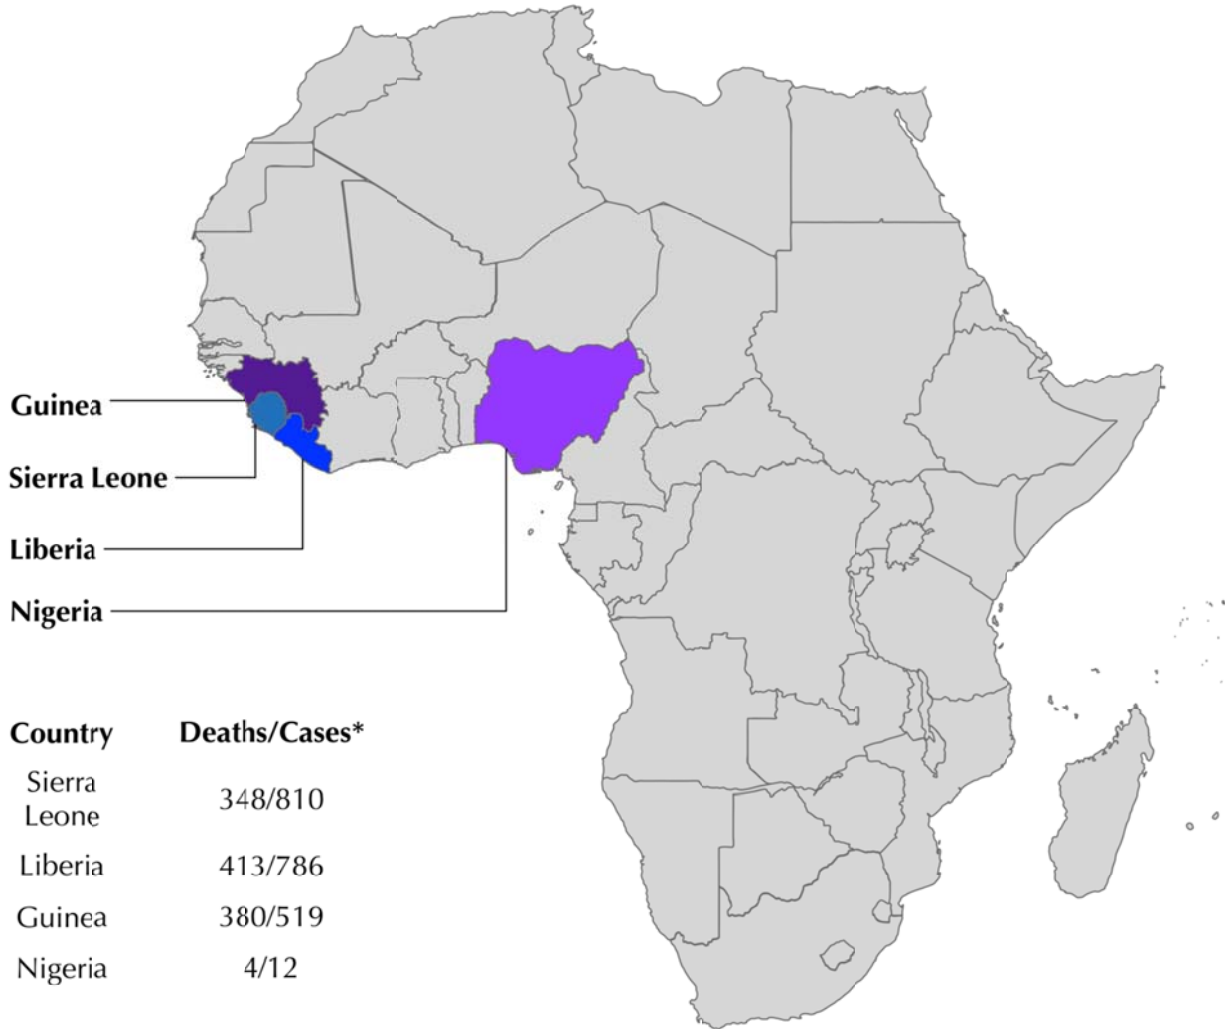 Guinea
Sierra Leone
Liberia
Nigeria
Country Deaths/Cases*
Sierra
Leone 348/810
Liberia 413/786
Guinea 380/519
Nigeria 4/12